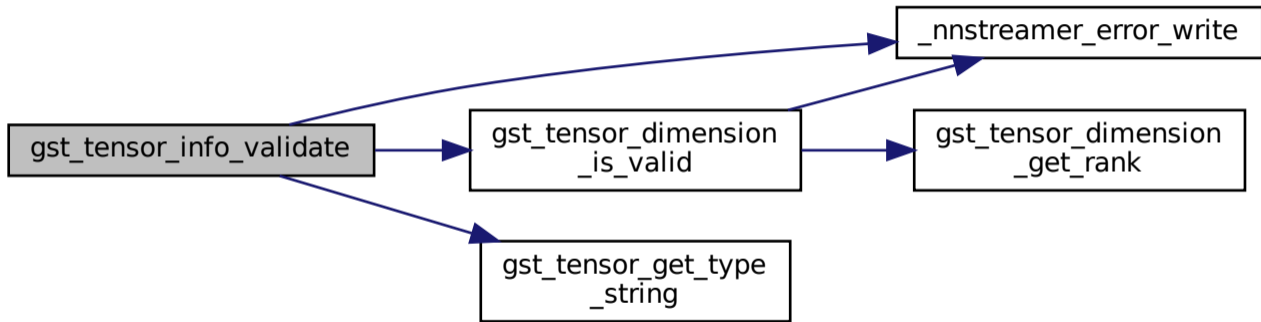 _nnstreamer_error_write
gst_tensor_info_validate
gst_tensor_dimension
_is_valid
gst_tensor_dimension
_get_rank
gst_tensor_get_type
_string